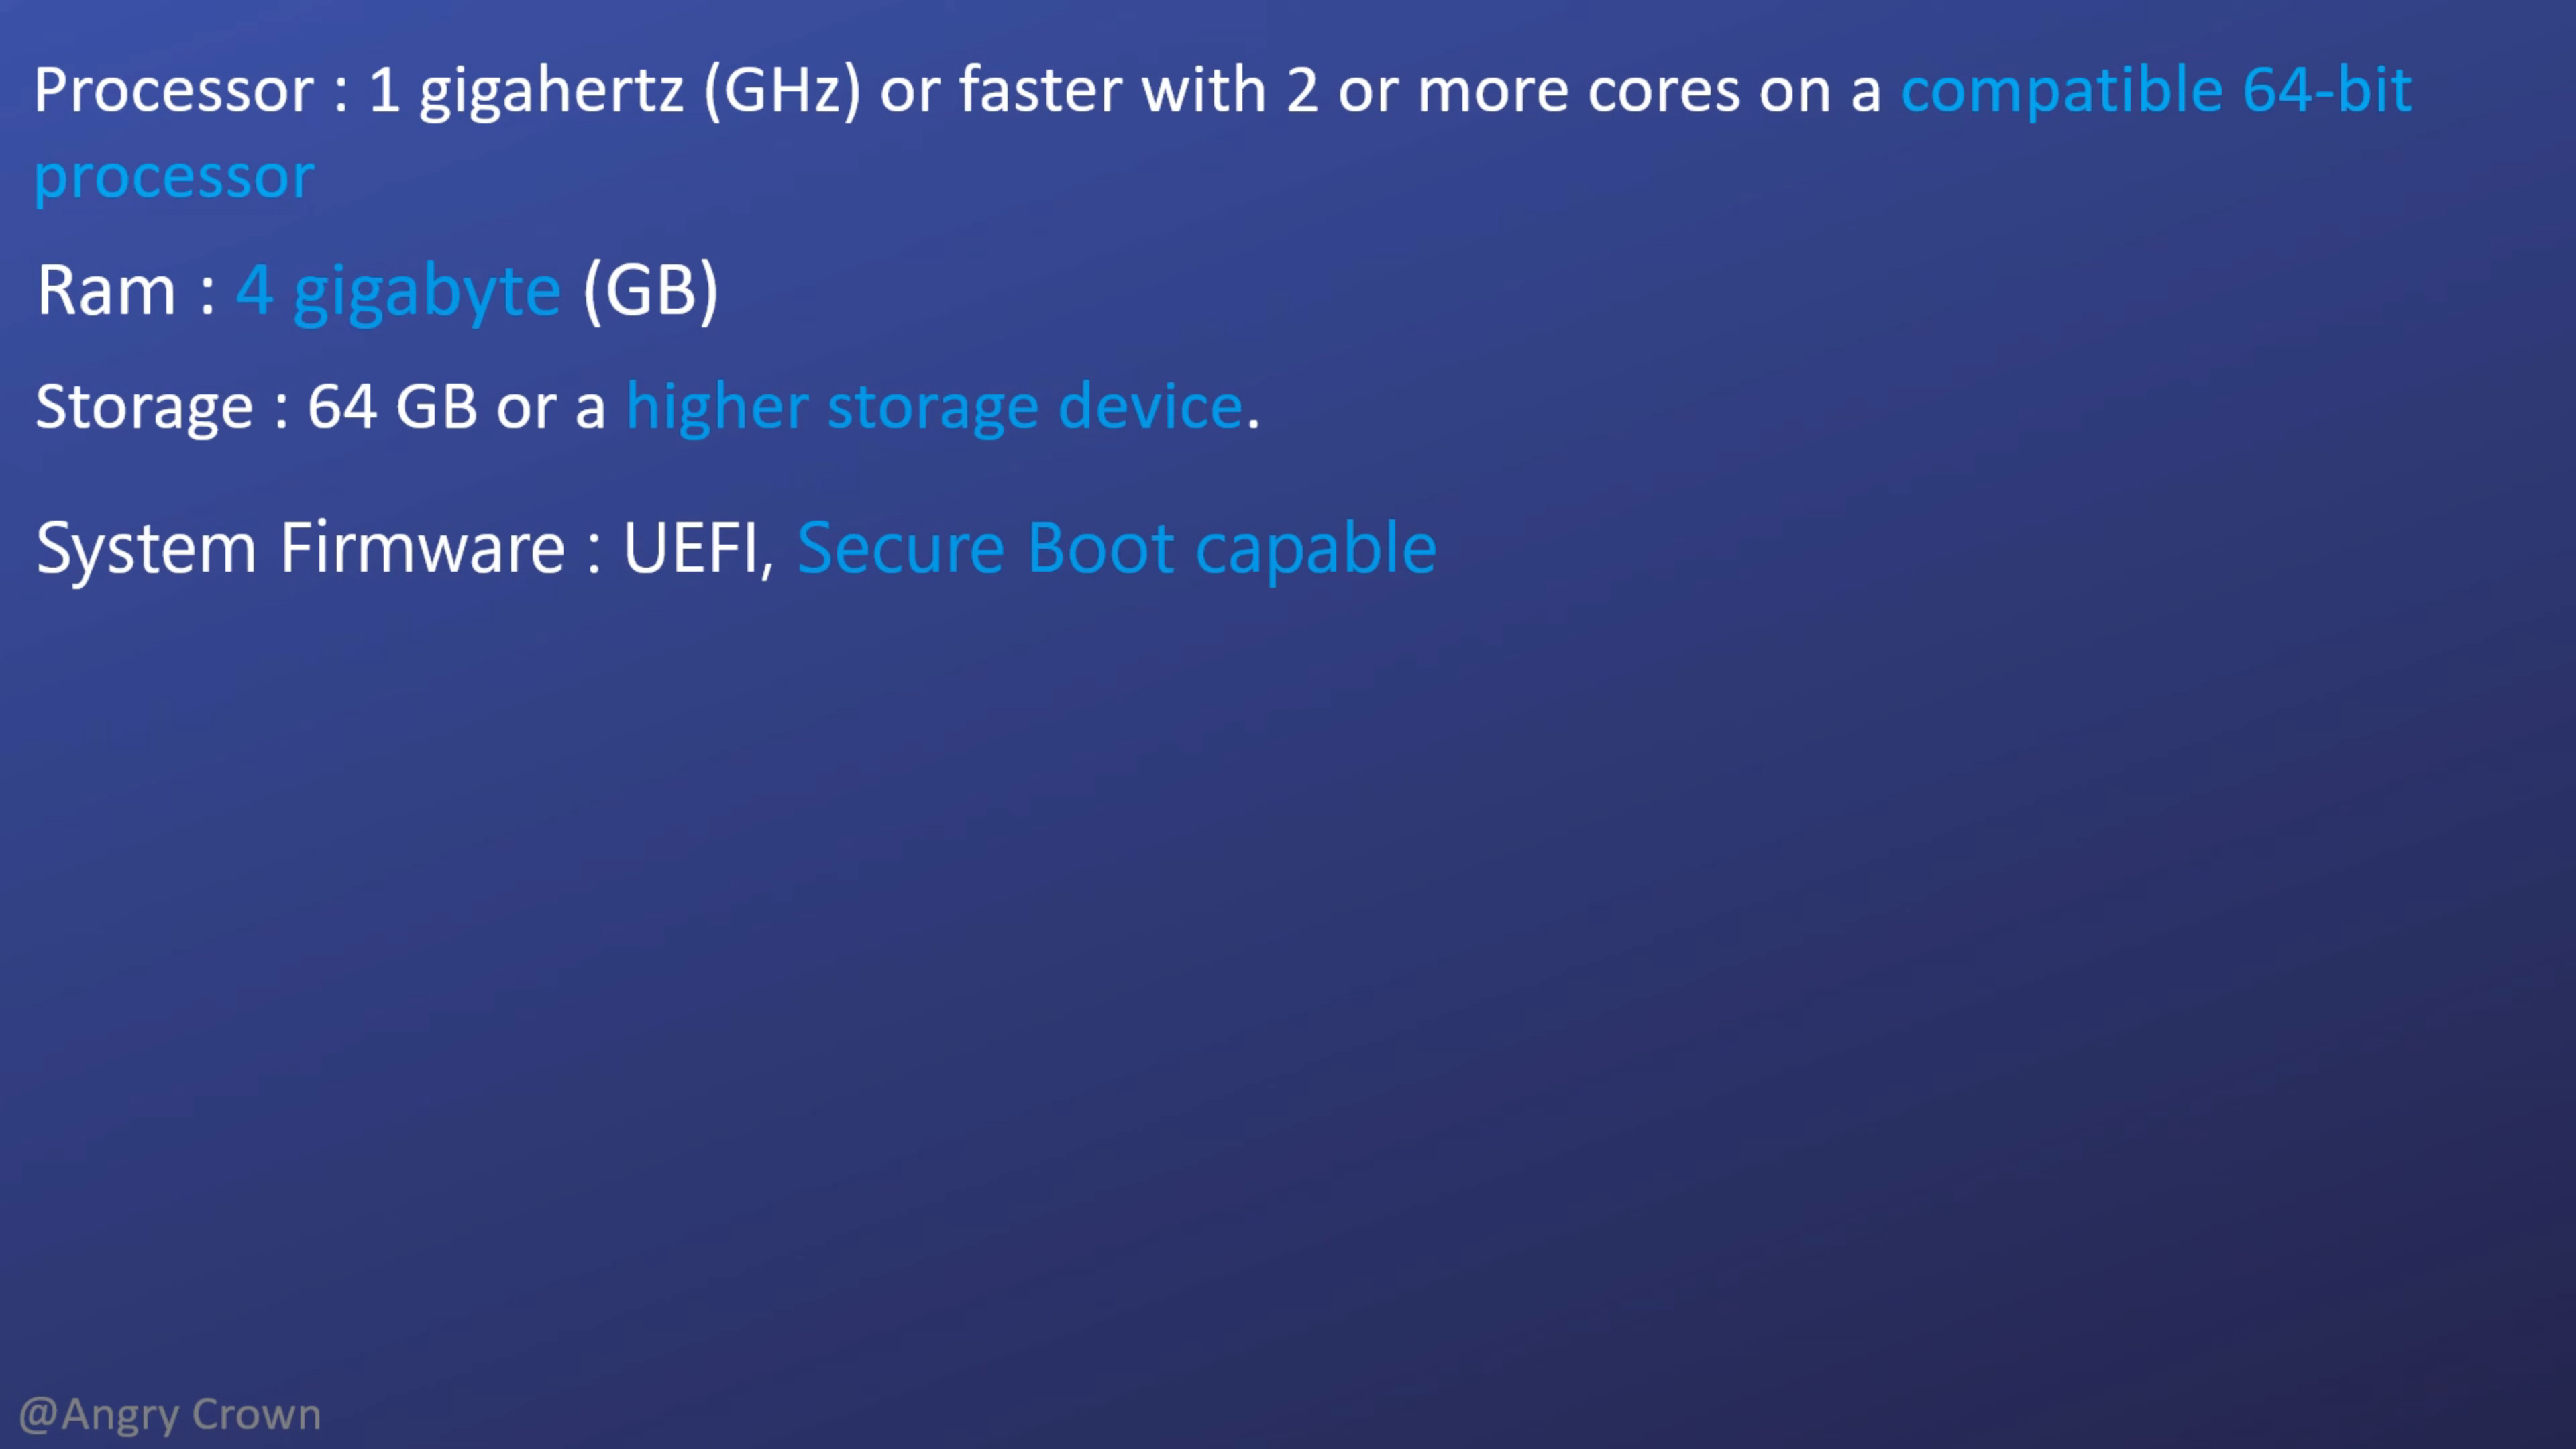 Processor : 1 gigahertz (GHz) or faster with 2 or more cores on a compatible 64-bit
processor
Ram : 4 gigabyte (GB)
Storage : 64 GB or a higher storage device.
System Firmware : UEFI, Secure Boot capable
@Angry Crown